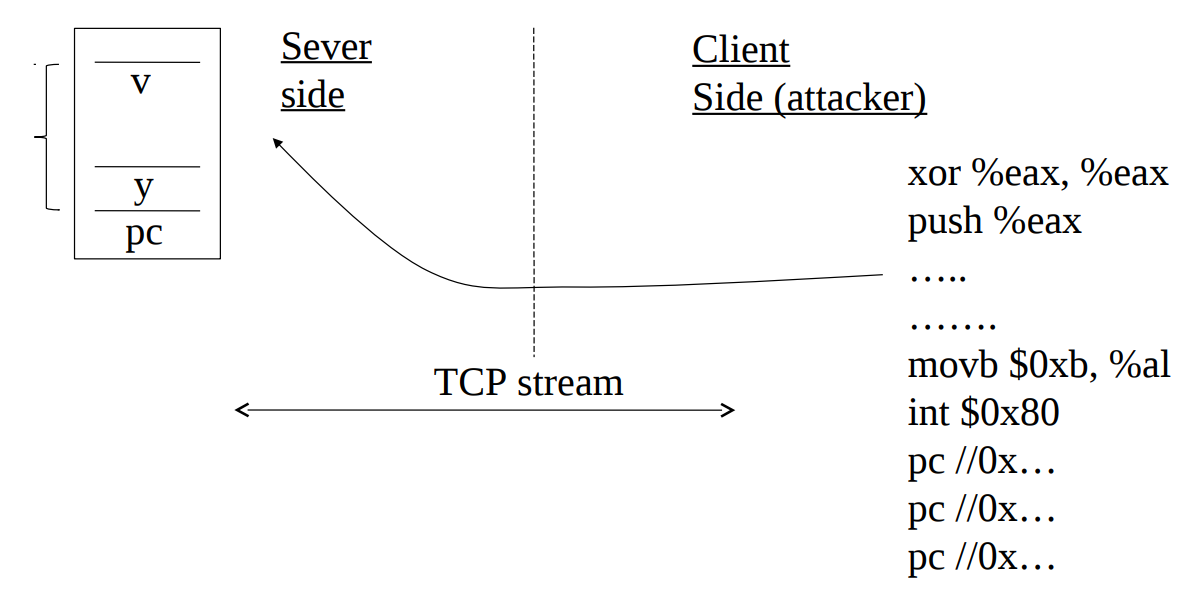 v
y
pc
Sever
side
Client
Side (attacker)
xor %eax, %eax
push %eax
…..
…….
movb $0xb, %al
int $0x80
pc //0x…
pc //0x…
pc //0x…
TCP stream